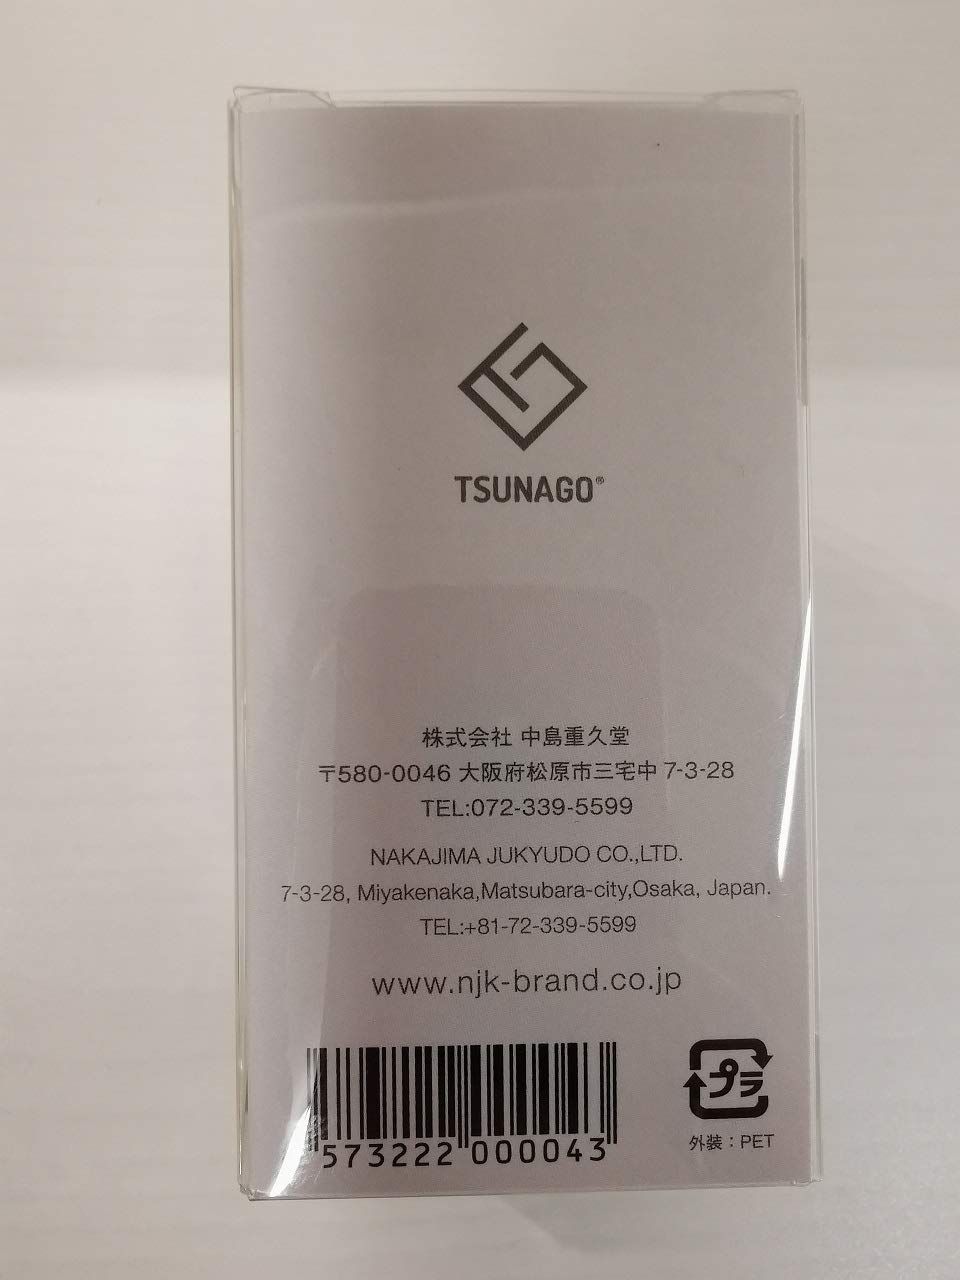 TSUNAGO®
株式会社 中島重久堂
〒580-0046 大阪府松原市三宅中 7-3-28
TEL:072-339-5599
NAKAJIMA JUKYUDO CO.,LTD.
7-3-28, Miyakenaka,Matsubara-city,Osaka, Japan.
TEL:+81-72-339-5599
www.njk-brand.co.jp
573222 000043
プラ
外装：PET